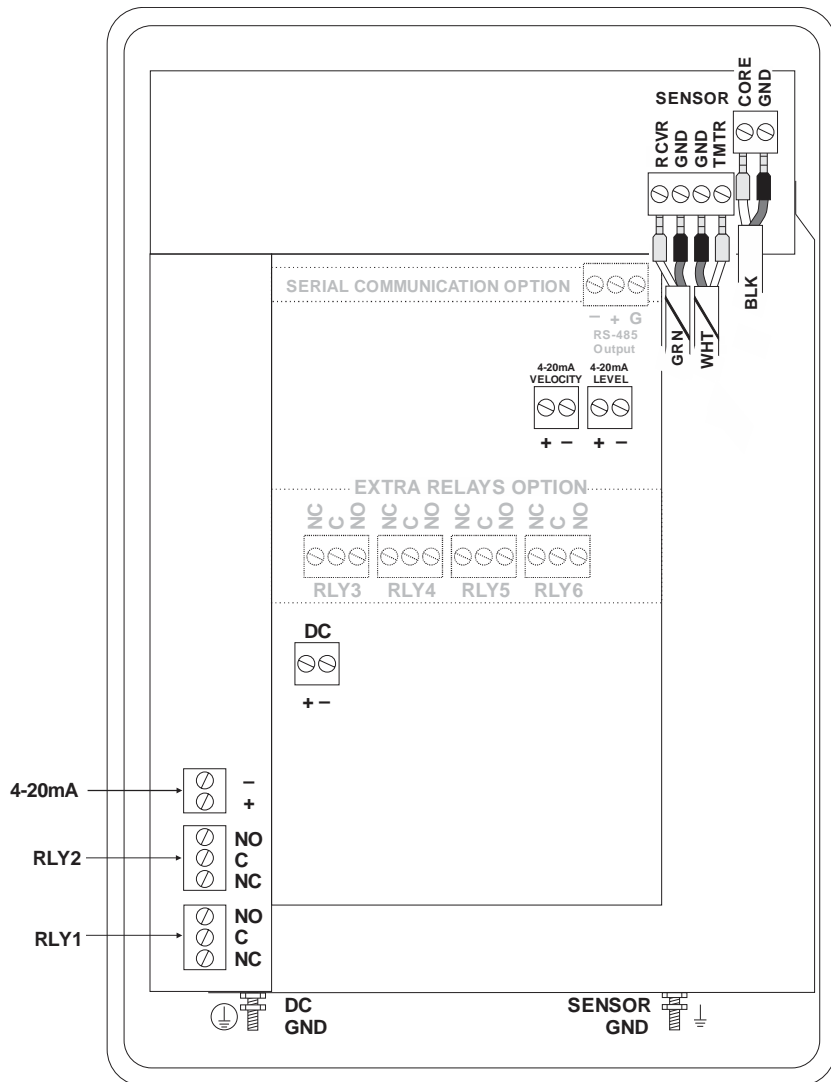 SENSOR
CORE
GND
RCVR
GND
GND
TMTR
BLK
GRN
WHT
SERIAL COMMUNICATION OPTION
– + G
RS-485
Output
4-20mA
VELOCITY
+ –
4-20mA
LEVEL
+ –
EXTRA RELAYS OPTION
NC C NO
NC C NO
NC C NO
NC C NO
RLY3 RLY4 RLY5 RLY6
DC
+ –
4-20mA
–
+
RLY2
NO
C
NC
RLY1
NO
C
NC
DC
GND
SENSOR
GND